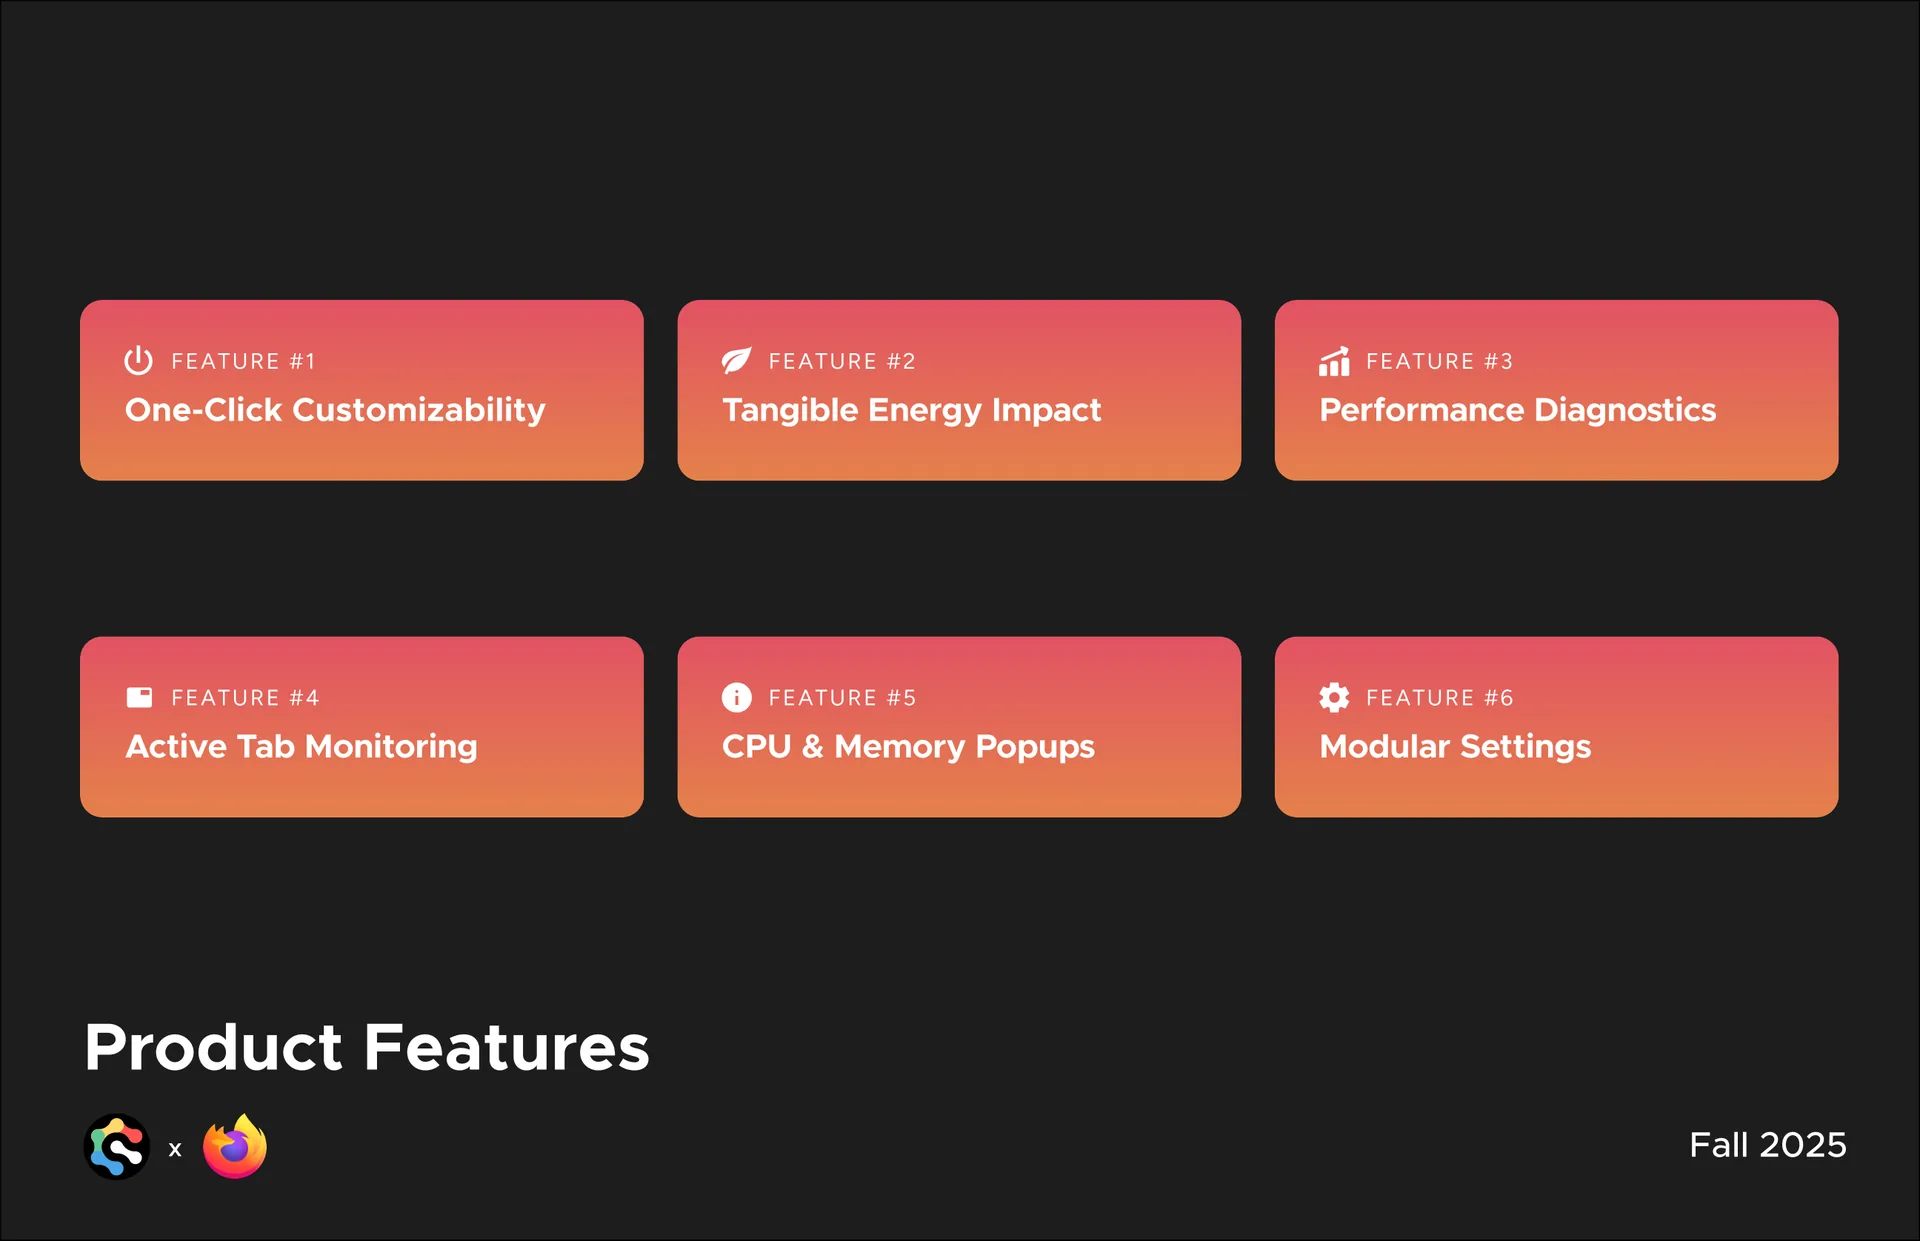 FEATURE #1
One-Click Customizability
FEATURE #2
Tangible Energy Impact
FEATURE #3
Performance Diagnostics
FEATURE #4
Active Tab Monitoring
FEATURE #5
CPU & Memory Popups
FEATURE #6
Modular Settings
Product Features
x
Fall 2025